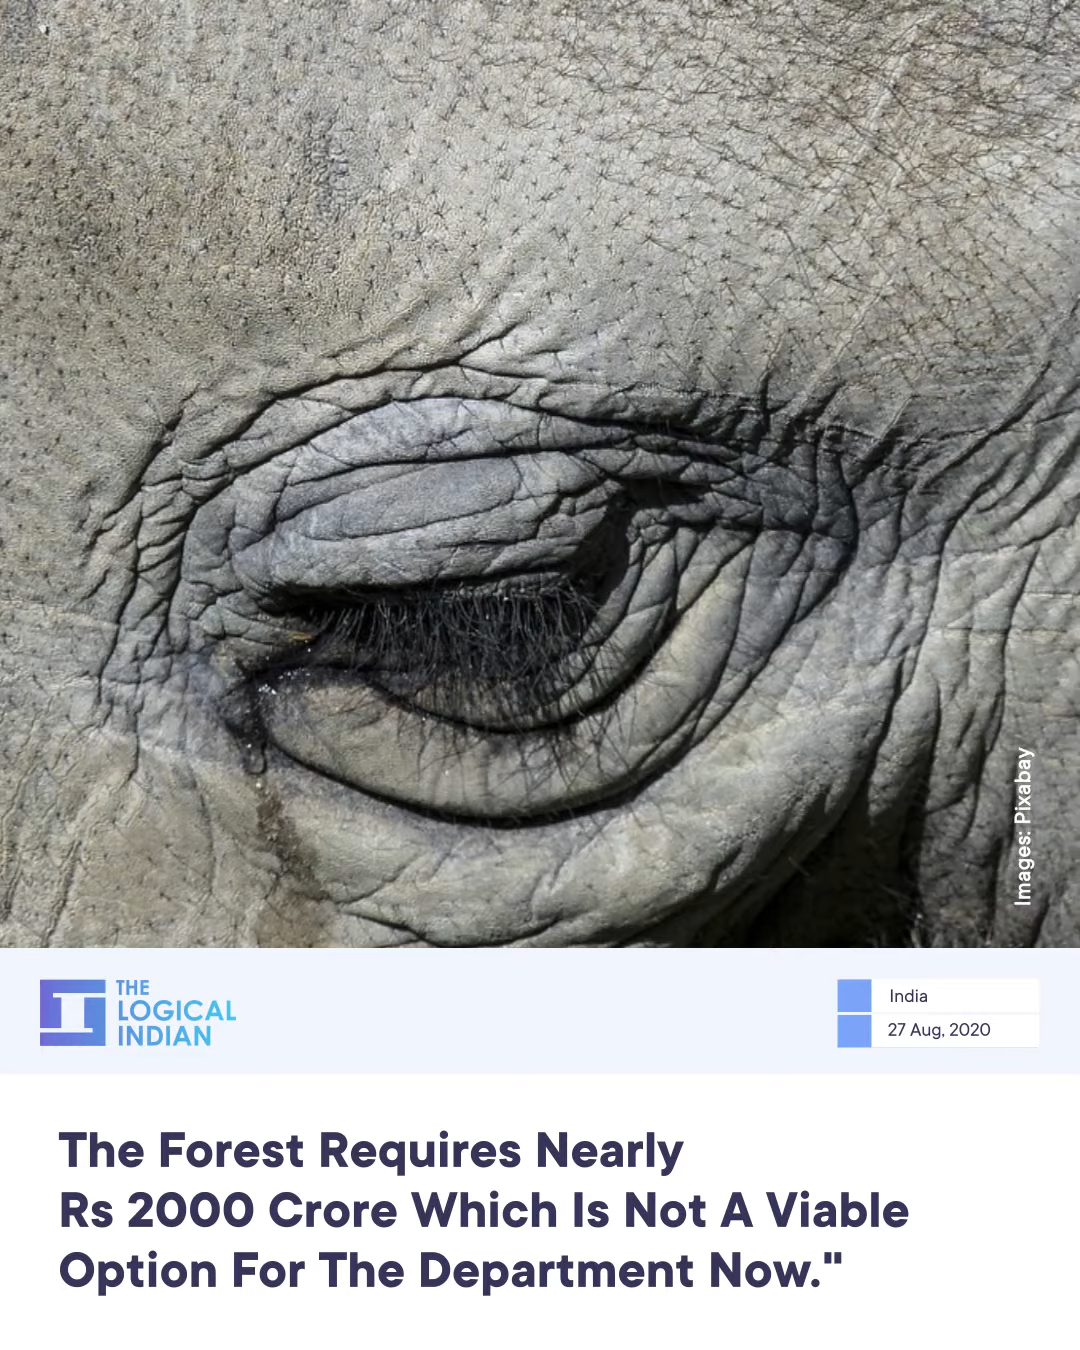 Images: Pixabay
THE
LOGICAL
INDIAN
India
27 Aug, 2020
The Forest Requires Nearly
Rs 2000 Crore Which Is Not A Viable
Option For The Department Now."